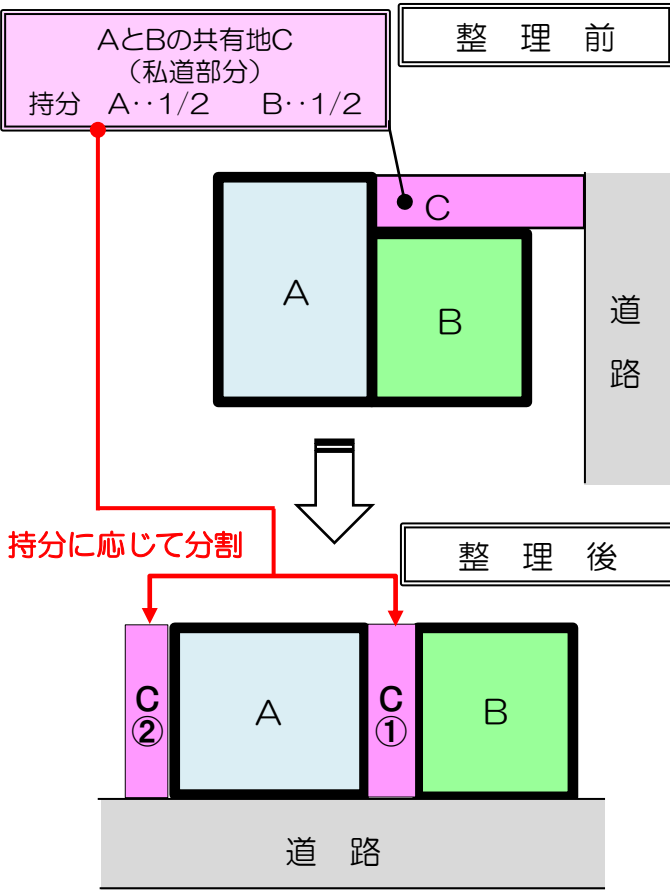 AとBの共有地C
（私道部分）
持分　A‥1/2　　B‥1/2
整　理　前
C
A
B
道
路
持分に応じて分割
整　理　後
C
②
A
C
①
B
道　路